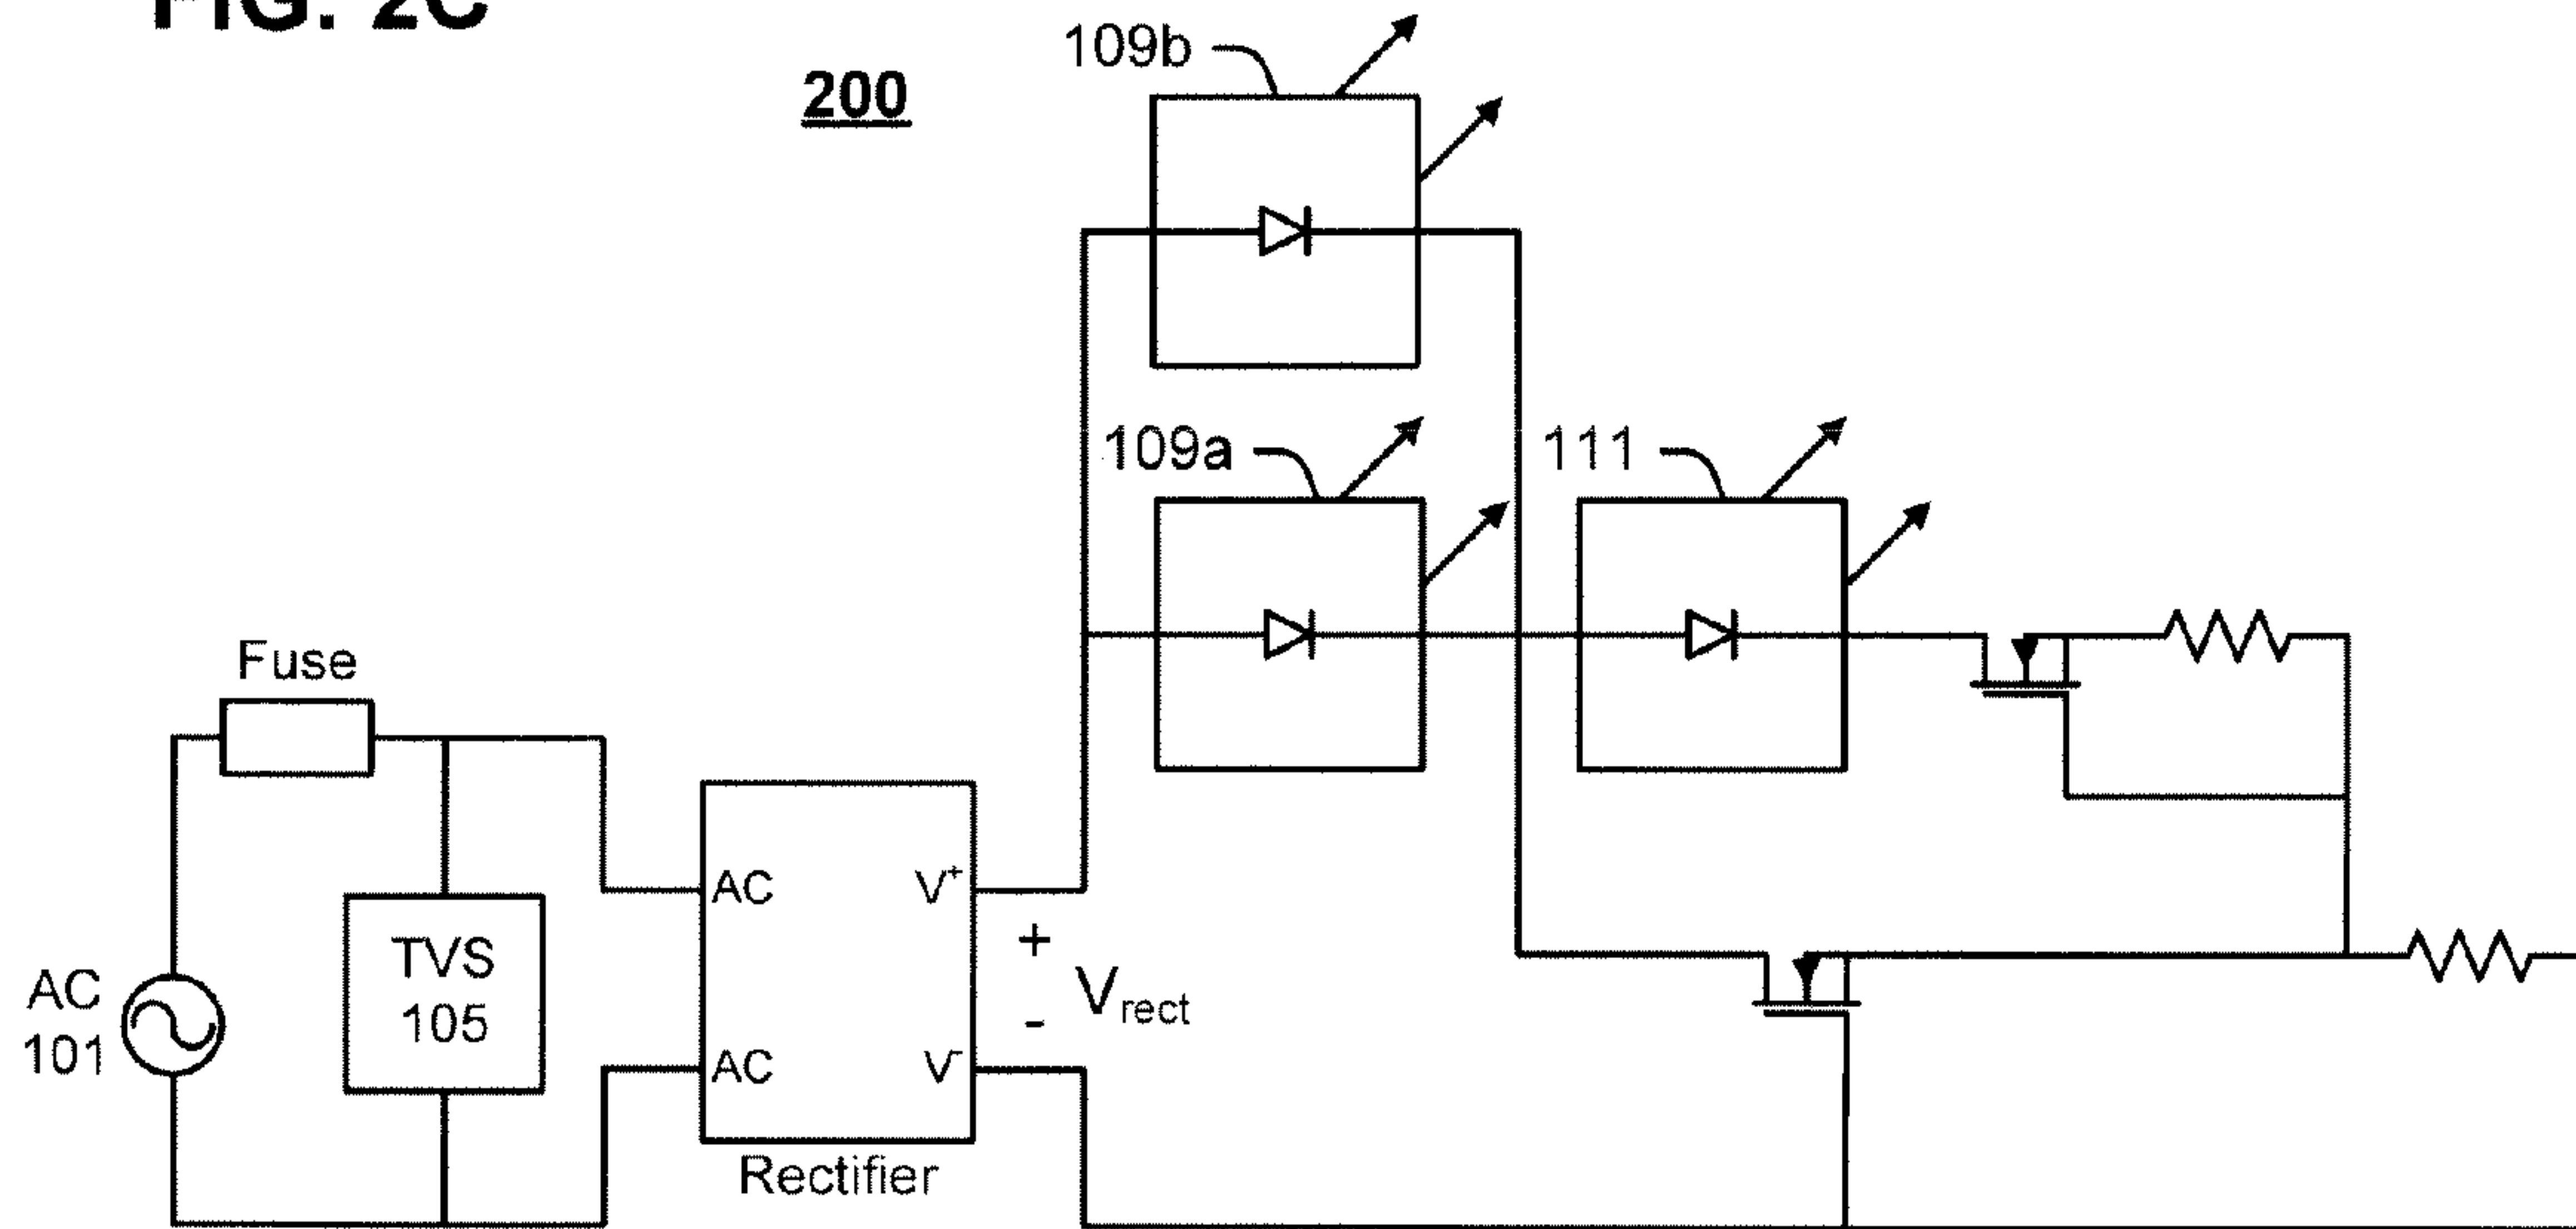 FIG. 2C
200
109b
109a
111
Fuse
TVS
105
AC
101
AC
V+
AC
V-
+
-
Vrect
Rectifier